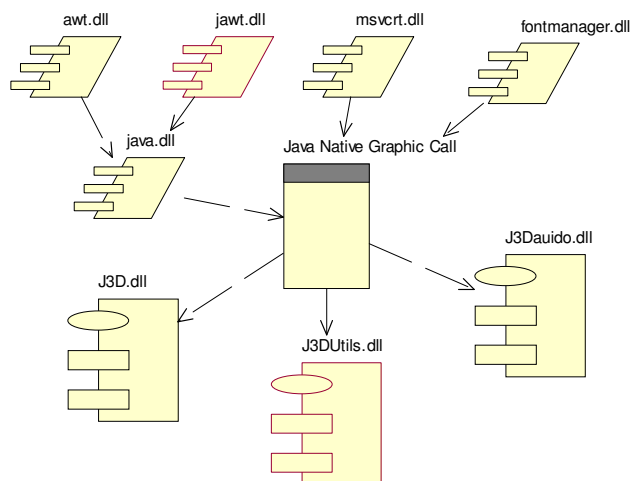 awt.dll
jawt.dll
msvcrt.dll
fontmanager.dll
java.dll
Java Native Graphic Call
J3D.dll
J3Dauido.dll
J3DUtils.dll